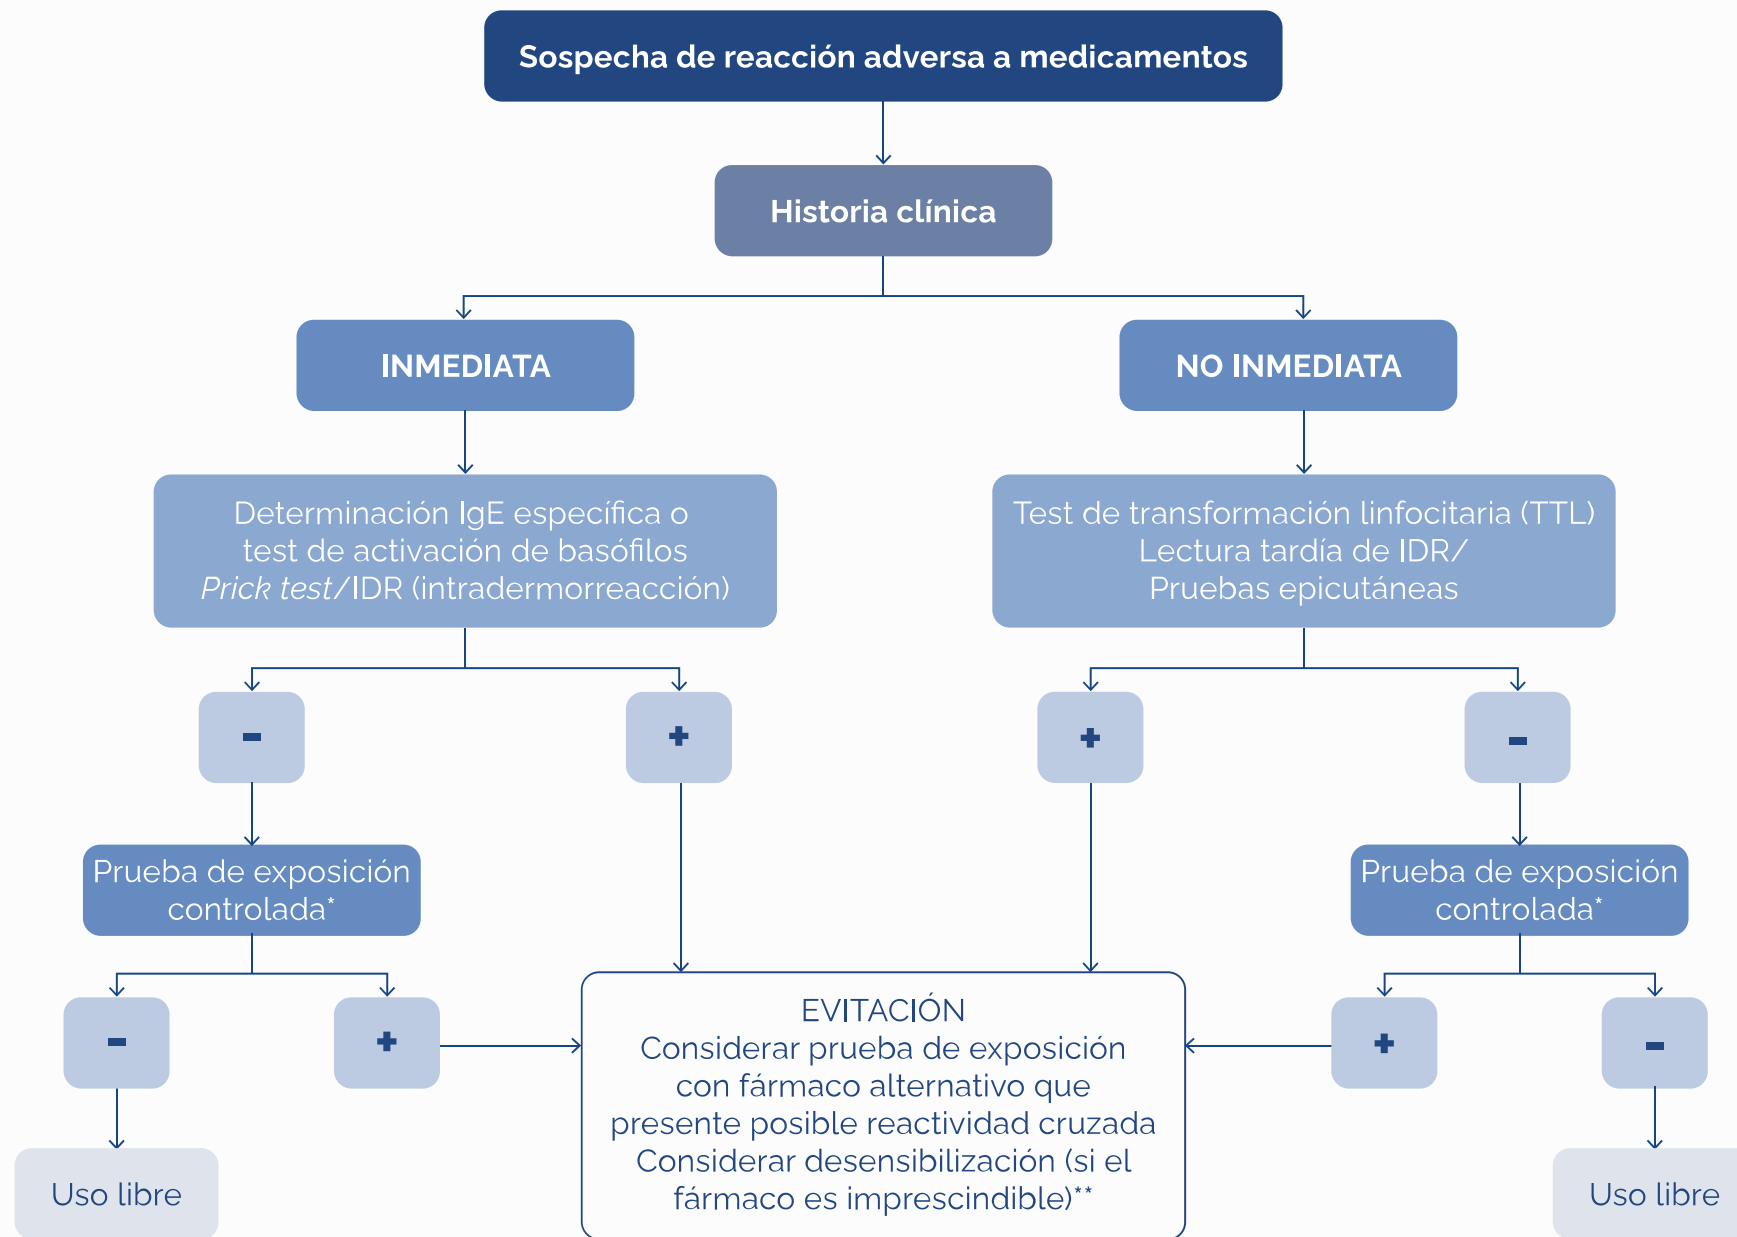 Sospecha de reacción adversa a medicamentos
Historia clínica
INMEDIATA
NO INMEDIATA
Determinación IgE específica o
test de activación de basófilos
Prick test/IDR (intradermorreacción)
Test de transformación linfocitaria (TTL)
Lectura tardía de IDR/
Pruebas epicutáneas
-
+
+
-
Prueba de exposición
controlada*
Prueba de exposición
controlada*
-
+
EVITACIÓN
Considerar prueba de exposición
con fármaco alternativo que
presente posible reactividad cruzada
Considerar desensibilización (si el
fármaco es imprescindible)**
+
-
Uso libre
Uso libre